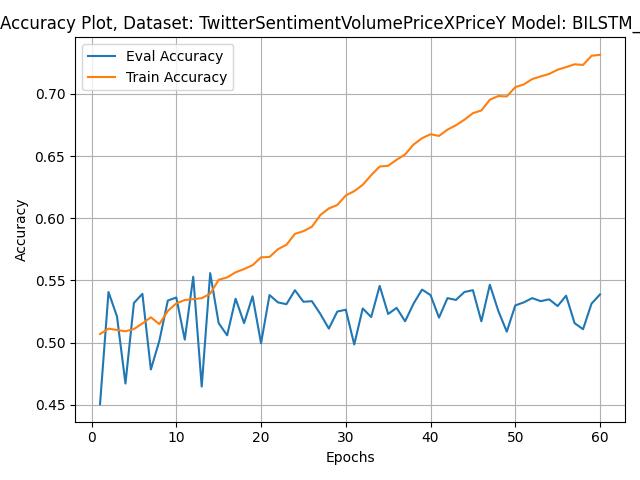 Accuracy Plot, Dataset: TwitterSentimentVolumePriceXPriceY Model: BILSTM_
Eval Accuracy
Train Accuracy
0.70
0.65
0.60
0.55
0.50
0.45
Accuracy
0 10 20 30 40 50 60
Epochs